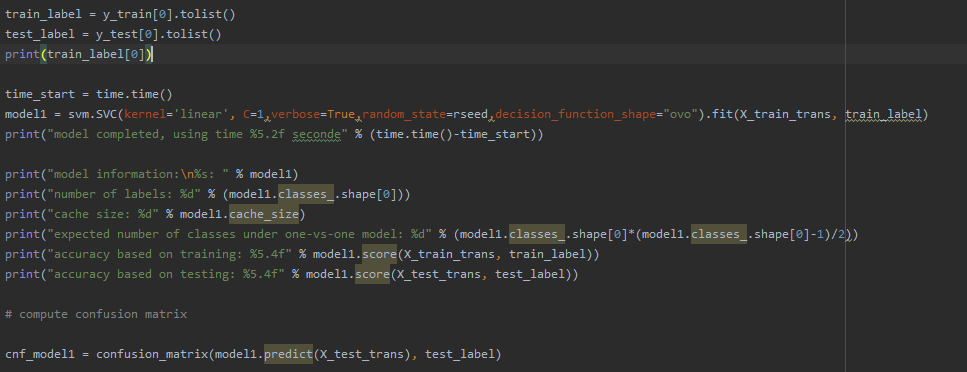 train_label = y_train[0].tolist()
test_label = y_test[0].tolist()
print(train_label[0])
time_start = time.time()
model1 = svm.SVC(kernel='linear', C=1,verbose=True,random_state=rseed,decision_function_shape="ovo").fit(X_train_trans, train_label)
print("model completed, using time %5.2f seconde" % (time.time()-time_start))
print("model information:\n%s: " % model1)
print("number of labels: %d" % (model1.classes_.shape[0]))
print("cache size: %d" % model1.cache_size)
print("expected number of classes under one-vs-one model: %d" % (model1.classes_.shape[0]*(model1.classes_.shape[0]-1)/2))
print("accuracy based on training: %5.4f" % model1.score(X_train_trans, train_label))
print("accuracy based on testing: %5.4f" % model1.score(X_test_trans, test_label))
# compute confusion matrix
cnf_model1 = confusion_matrix(model1.predict(X_test_trans), test_label)